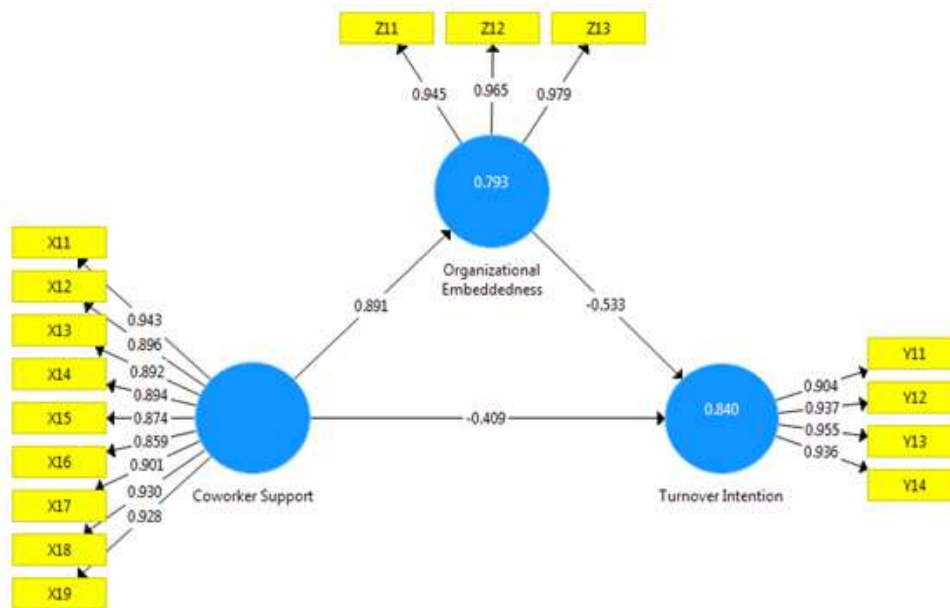 Z11
Z12
Z13
0.945
0.965
0.979
0.793
Organizational
Embeddedness
0.891
-0.533
X11
X12
X13
X14
X15
X16
X17
X18
X19
0.943
0.896
0.892
0.894
0.874
0.859
0.901
0.930
0.928
Coworker Support
-0.409
0.840
Turnover Intention
0.904
0.937
0.955
0.936
Y11
Y12
Y13
Y14